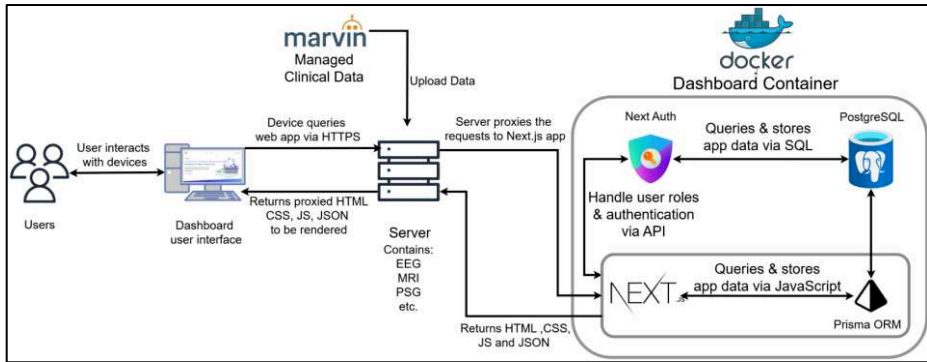 marvin
Managed
Clinical Data
Upload Data
docker
Dashboard Container
Users
User interacts
with devices
Dashboard
user interface
Device queries
web app via HTTPS
Returns proxied HTML
CSS, JS, JSON
to be rendered
Server
Contains:
EEG
MRI
PSG
etc.
Server proxies the
requests to Next.js app
Returns HTML ,CSS,
JS and JSON
Next Auth
Queries & stores
app data via SQL
PostgreSQL
Handle user roles
& authentication
via API
NEXT.JS
Queries & stores
app data via JavaScript
Prisma ORM